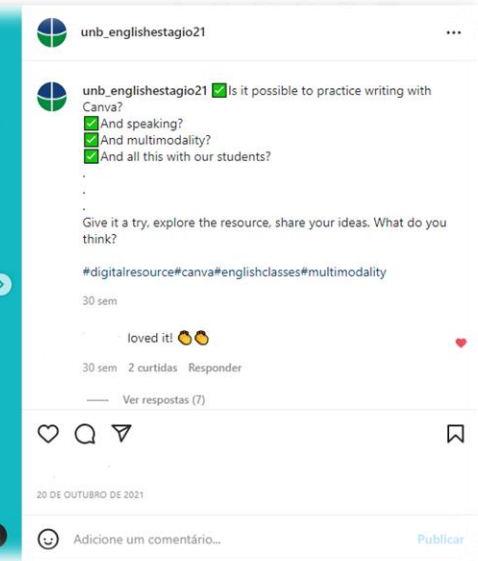 unb_englishestagio21
unb_englishestagio21 ✅Is it possible to practice writing with
Canva?
✅And speaking?
✅And multimodality?
✅And all this with our students?
.
.
.
Give it a try, explore the resource, share your ideas. What do you
think?
#digitalresource#canva#englishclasses#multimodality
30 sem
loved it! 👏👏
30 sem 2 curtidas Responder
Ver respostas (7)
20 DE OUTUBRO DE 2021
Adicione um comentário... Publicar